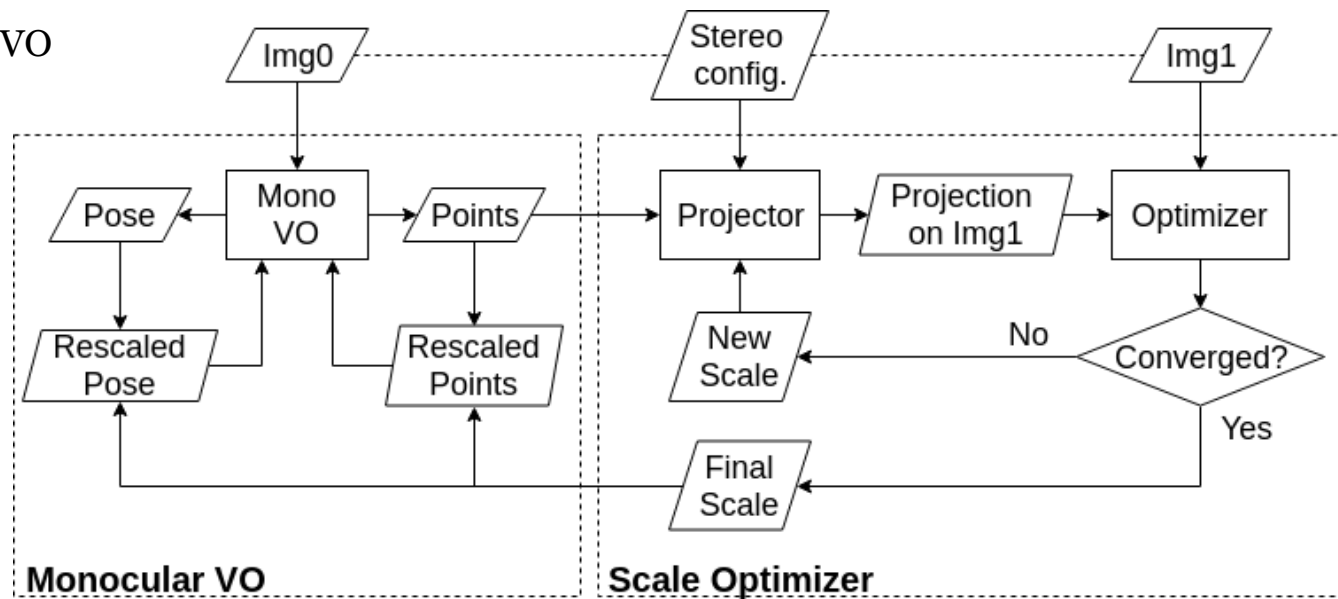 VO
Img0
Stereo
config.
Img1
Pose
Mono
VO
Points
Projector
Projection
on Img1
Optimizer
Rescaled
Pose
Rescaled
Points
New
Scale
No
Converged?
Yes
Final
Scale
Monocular VO
Scale Optimizer